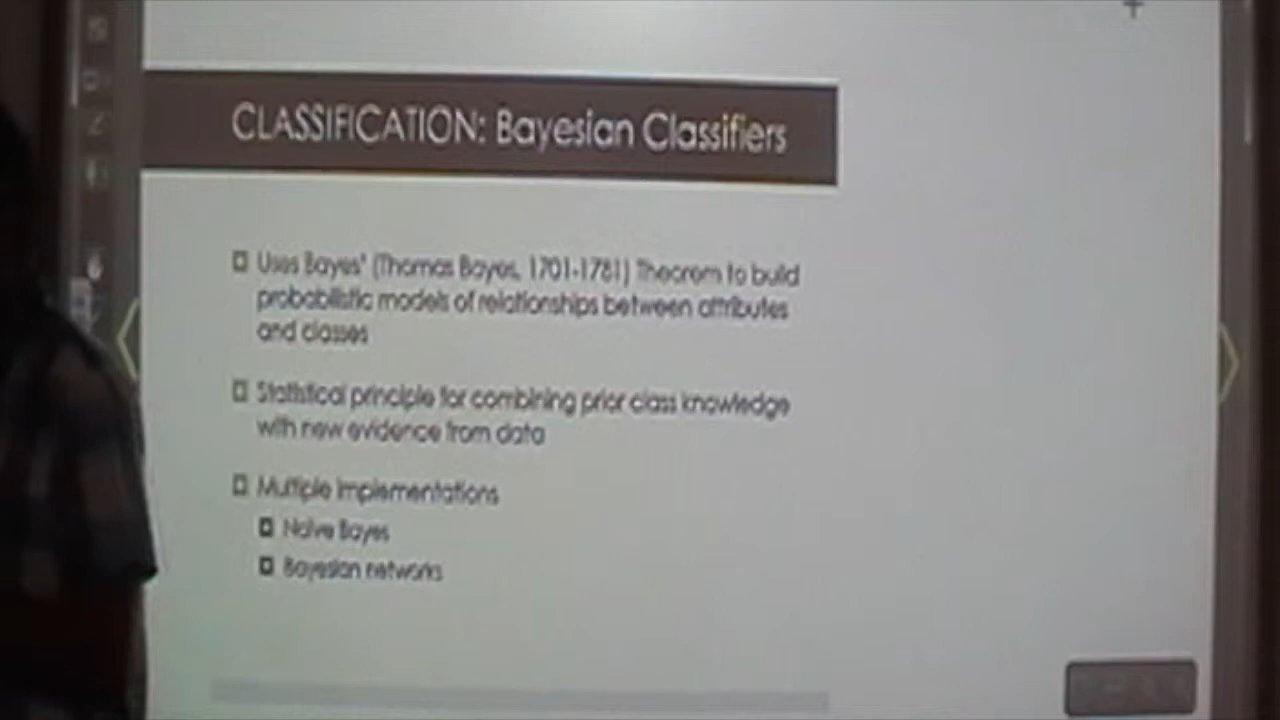 CLASSIFICATION: Bayesian Classifiers
Uses Bayes' (Thomas Bayes, 1701-1781) Theorem to build
probabilistic models of relationships between attributes
and classes
Statistical principle for combining prior class knowledge
with new evidence from data
Multiple implementations
Naïve Bayes
Bayesian networks